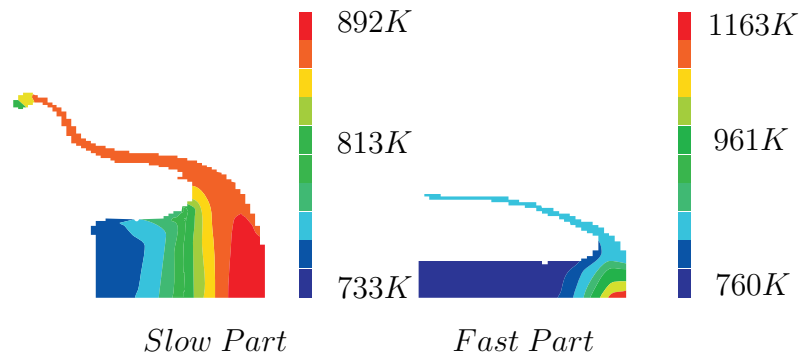 892K
813K
733K
Slow Part
1163K
961K
760K
Fast Part